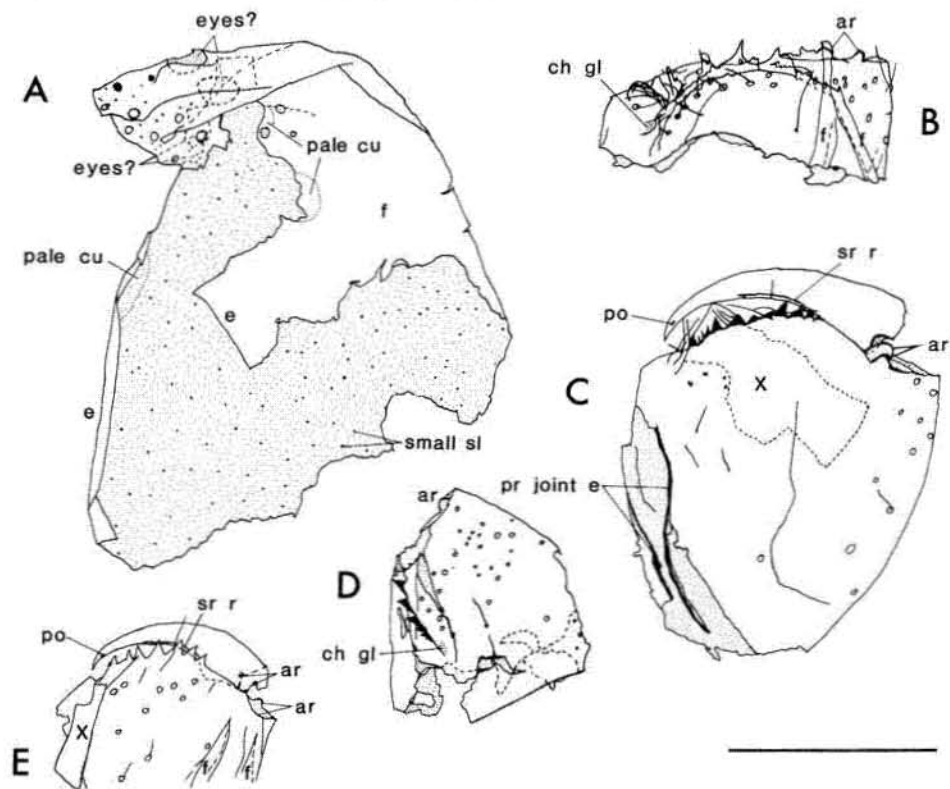 eyes?
A
eyes?
pale cu
f
pale cu
e
e
small sl
ar
ch gl
B
f
f
sr r
po
ar
C
X
pr joint e
ar
D
ch gl
sr r
po
ar
ar
X
E
f
f